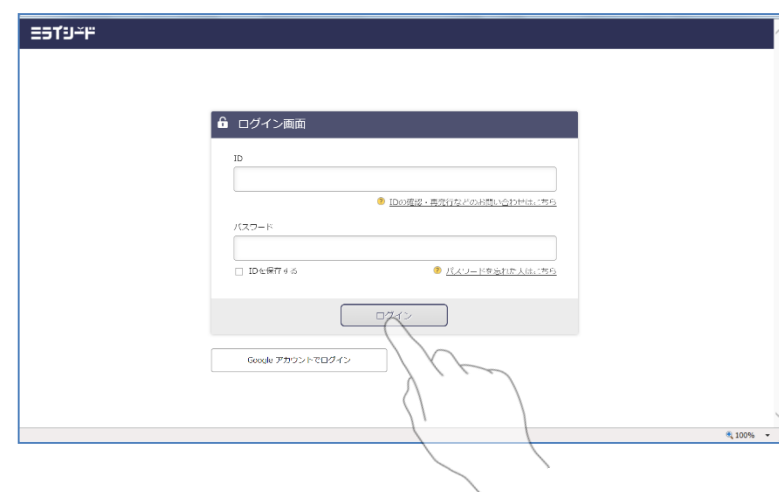 ミライシード
ログイン画面
ID
IDの確認・再発行などのお問い合わせはこちら
パスワード
IDを保存する
パスワードを忘れた人はこちら
ログイン
Google アカウントでログイン
100%